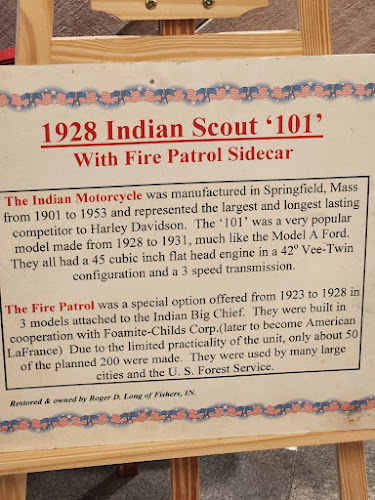 1928 Indian Scout ‘101’
With Fire Patrol Sidecar
The Indian Motorcycle was manufactured in Springfield, Mass
from 1901 to 1953 and represented the largest and longest lasting
competitor to Harley Davidson. The ‘101’ was a very popular
model made from 1928 to 1931, much like the Model A Ford.
They all had a 45 cubic inch flat head engine in a 42º Vee-Twin
configuration and a 3 speed transmission.
The Fire Patrol was a special option offered from 1923 to 1928 in
3 models attached to the Indian Big Chief. They were built in
cooperation with Foamite-Childs Corp.(later to become American
LaFrance) Due to the limited practicality of the unit, only about 50
of the planned 200 were made. They were used by many large
cities and the U. S. Forest Service.
Restored & owned by Roger D. Long of Fishers, IN.